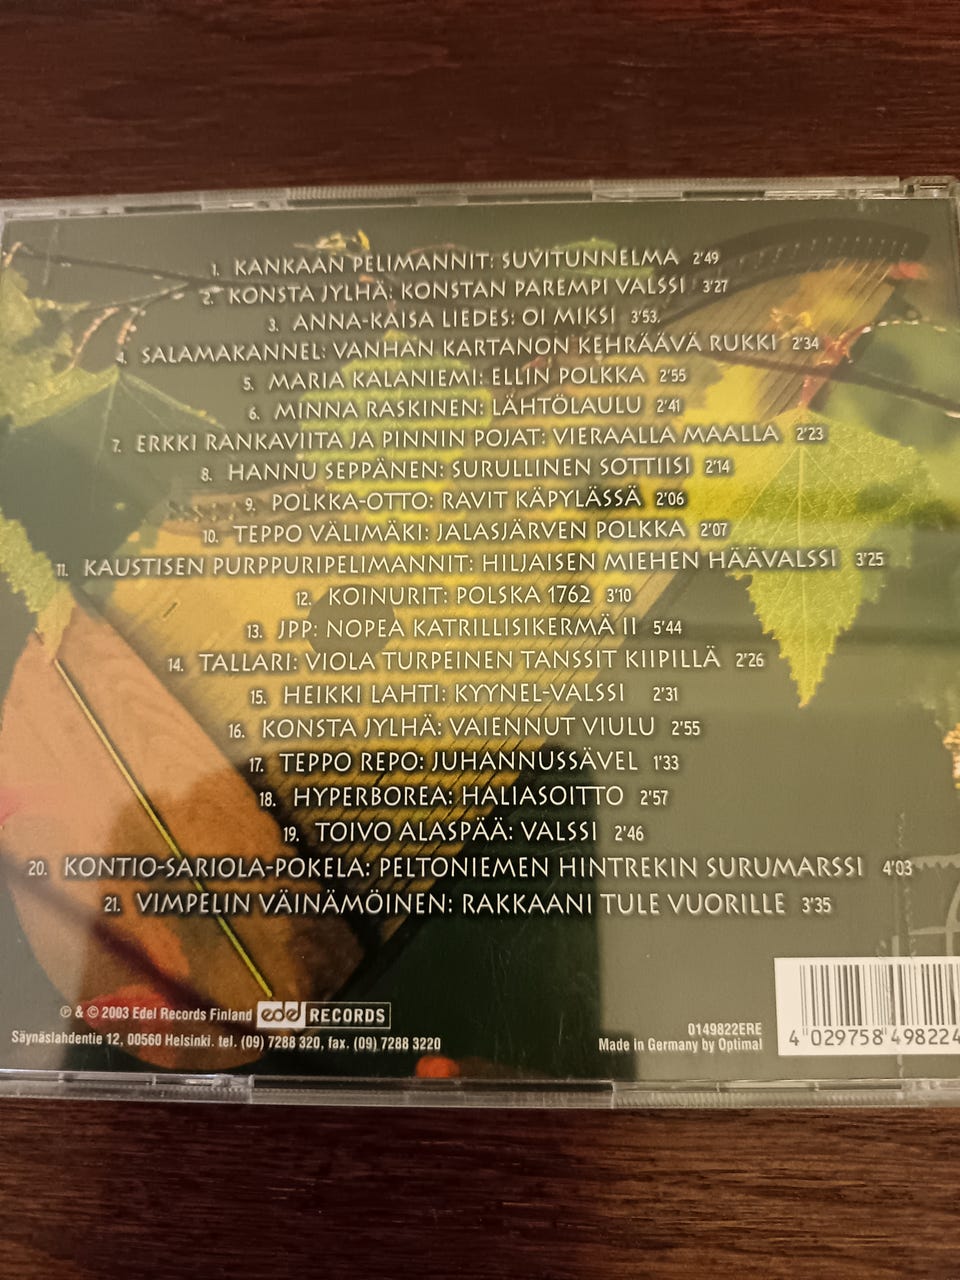 1. KANKAAN PELIMANNIT: SUVITUNNELMA 2'49
2. KONSTA JYLHÄ: KONSTAN PAREMPI VALSSI 3'27
3. ANNA-KAISA LIEDES: OI MIKSI 3'53,
4. SALAMAKANNEL: VANHAN KARTANON KEHRÄÄVÄ RUKKI 2'34
5. MARIA KALANIEMI: ELLIN POLKKA 2'55
6. MINNA RASKINEN: LÄHTÖLAULU 2'41
7. ERKKI RANKAVIITA JA PINNIN POJAT: VIERAALLA MAALLA 2'23
8. HANNU SEPPÄNEN: SURULLINEN SOTTIISI 2'14
9. POLKKA-OTTO: RAVIT KÄPYLÄSSÄ 2'06
10. TEPPO VÄLIMÄKI: JALASJÄRVEN POLKKA 2'07
11. KAUSTISEN PURPPURIPELIMANNIT: HILJAISEN MIEHEN HÄÄVALSSI 3'25
12. KOINURIT: POLSKA 1762 3'10
13. JPP: NOPEA KATRILLISIKERMÄ II 5'44
14. TALLARI: VIOLA TURPEINEN TANSSIT KIIPILLÄ 2'26
15. HEIKKI LAHTI: KYYNEL-VALSSI 2'31
16. KONSTA JYLHÄ: VAIENNUT VIULU 2'55
17. TEPPO REPO: JUHANNUSSÄVEL 1'33
18. HYPERBOREA: HALIASOITTO 2'57
19. TOIVO ALASPÄÄ: VALSSI 2'46
20. KONTIO-SARIOLA-POKELA: PELTONIEMEN HINTREKIN SURUMARSSI 4'03
21. VIMPELIN VÄINÄMÖINEN: RAKKAANI TULE VUORILLE 3'35
℗ & © 2003 Edel Records Finland edel RECORDS
Säynäslahdentie 12, 00560 Helsinki. tel. (09) 7288 320, fax. (09) 7288 3220
0149822ERE
Made in Germany by Optimal
4 029758 498224